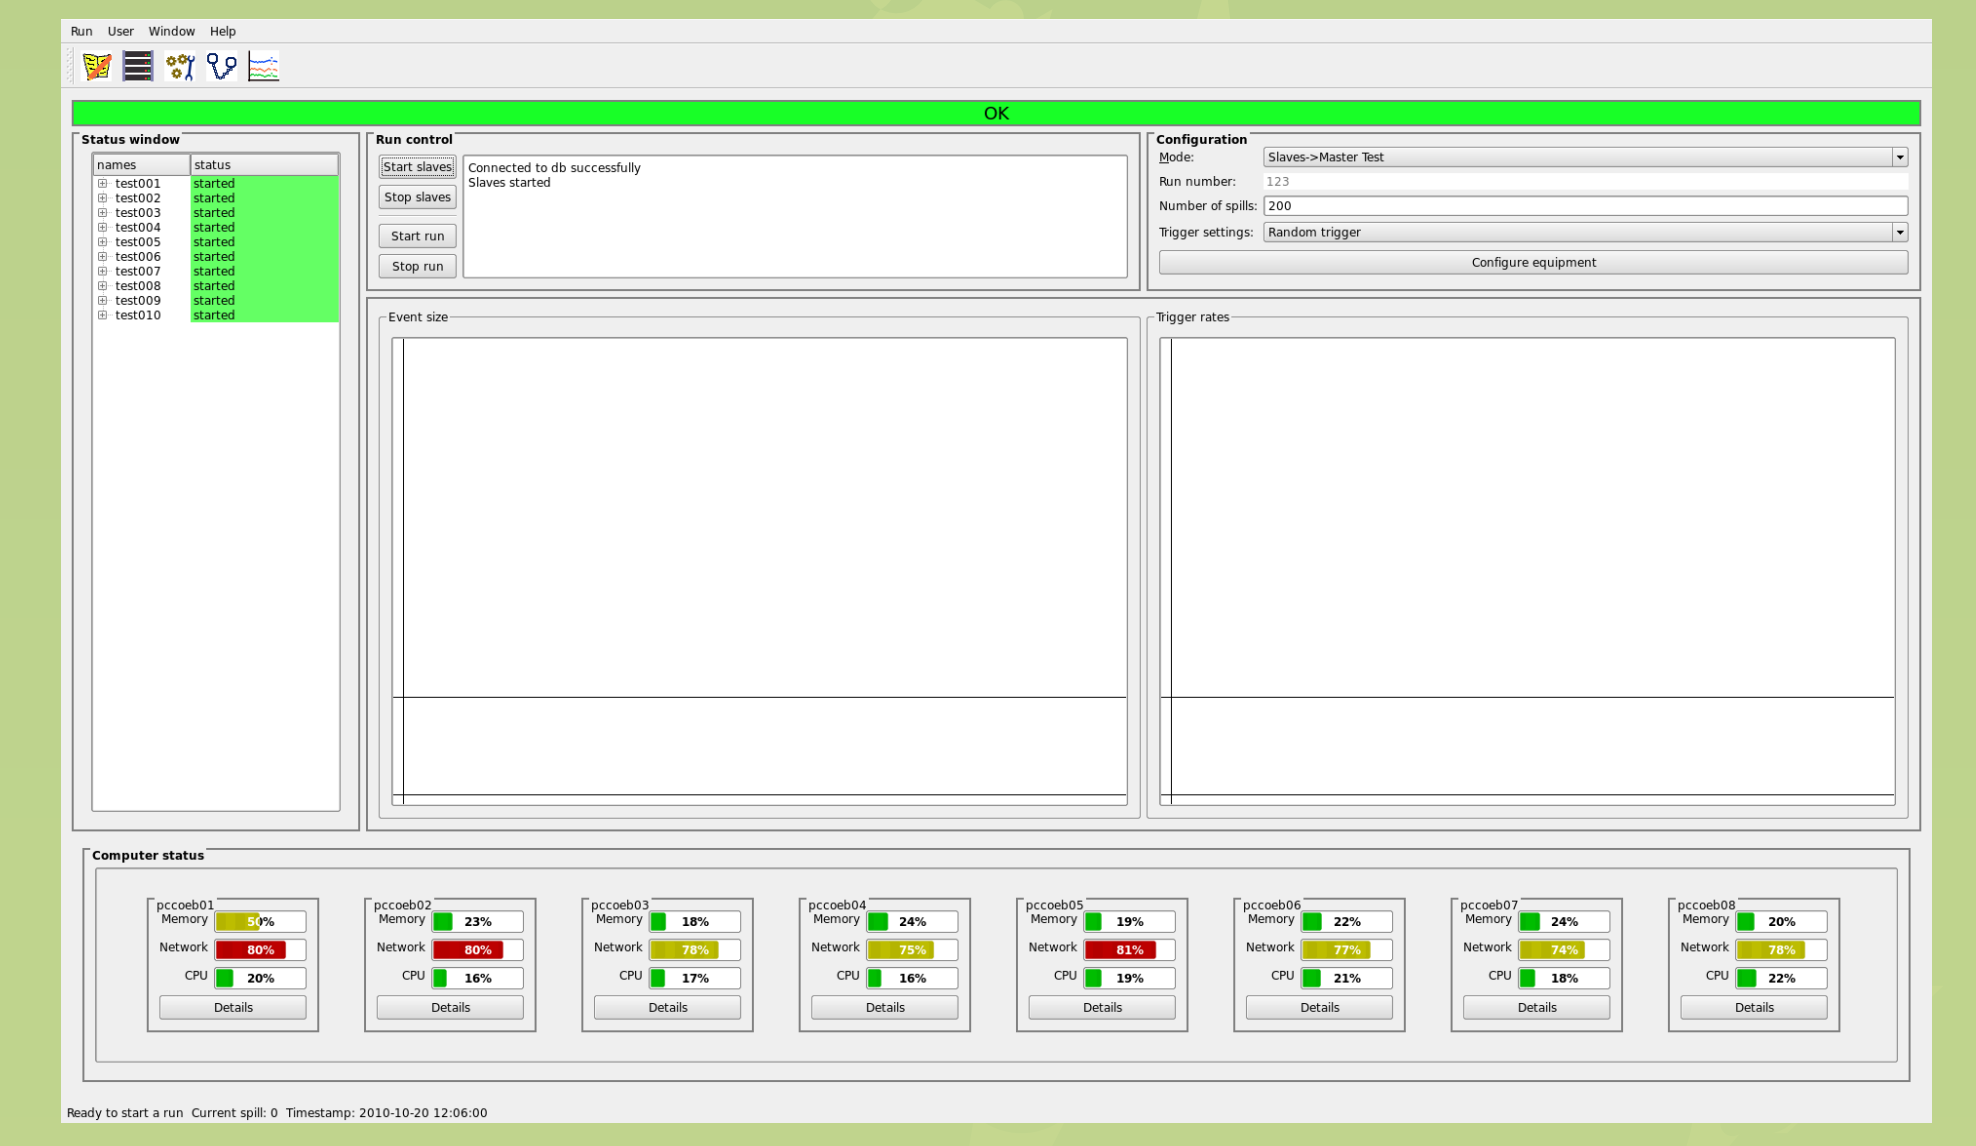 Run User Window Help
OK
Status window
names status
test001 started
test002 started
test003 started
test004 started
test005 started
test006 started
test007 started
test008 started
test009 started
test010 started
Run control
Start slaves
Stop slaves
Start run
Stop run
Connected to db successfully
Slaves started
Configuration
Mode: Slaves->Master Test
Run number: 123
Number of spills: 200
Trigger settings: Random trigger
Configure equipment
Event size
Trigger rates
Computer status
pccoeb01
Memory 50%
Network 80%
CPU 20%
Details
pccoeb02
Memory 23%
Network 80%
CPU 16%
Details
pccoeb03
Memory 18%
Network 78%
CPU 17%
Details
pccoeb04
Memory 24%
Network 75%
CPU 16%
Details
pccoeb05
Memory 19%
Network 81%
CPU 19%
Details
pccoeb06
Memory 22%
Network 77%
CPU 21%
Details
pccoeb07
Memory 24%
Network 74%
CPU 18%
Details
pccoeb08
Memory 20%
Network 78%
CPU 22%
Details
Ready to start a run Current spill: 0 Timestamp: 2010-10-20 12:06:00